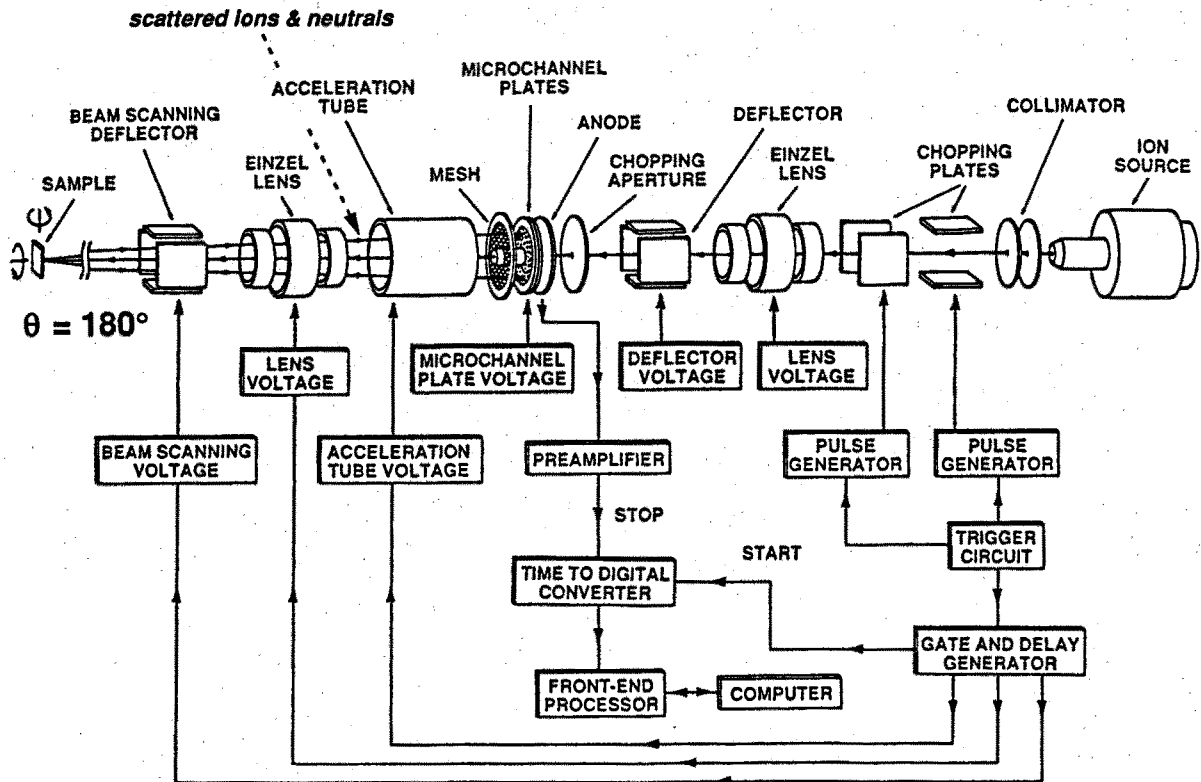 scattered ions & neutrals
MICROCHANNEL
PLATES
ACCELERATION
TUBE
BEAM SCANNING
DEFLECTOR
ANODE
DEFLECTOR
COLLIMATOR
EINZEL
LENS
MESH
CHOPPING
APERTURE
EINZEL
LENS
CHOPPING
PLATES
ION
SOURCE
SAMPLE
θ = 180°
LENS
VOLTAGE
MICROCHANNEL
PLATE VOLTAGE
DEFLECTOR
VOLTAGE
LENS
VOLTAGE
BEAM SCANNING
VOLTAGE
ACCELERATION
TUBE VOLTAGE
PREAMPLIFIER
PULSE
GENERATOR
PULSE
GENERATOR
STOP
START
TRIGGER
CIRCUIT
TIME TO DIGITAL
CONVERTER
GATE AND DELAY
GENERATOR
FRONT-END
PROCESSOR
COMPUTER